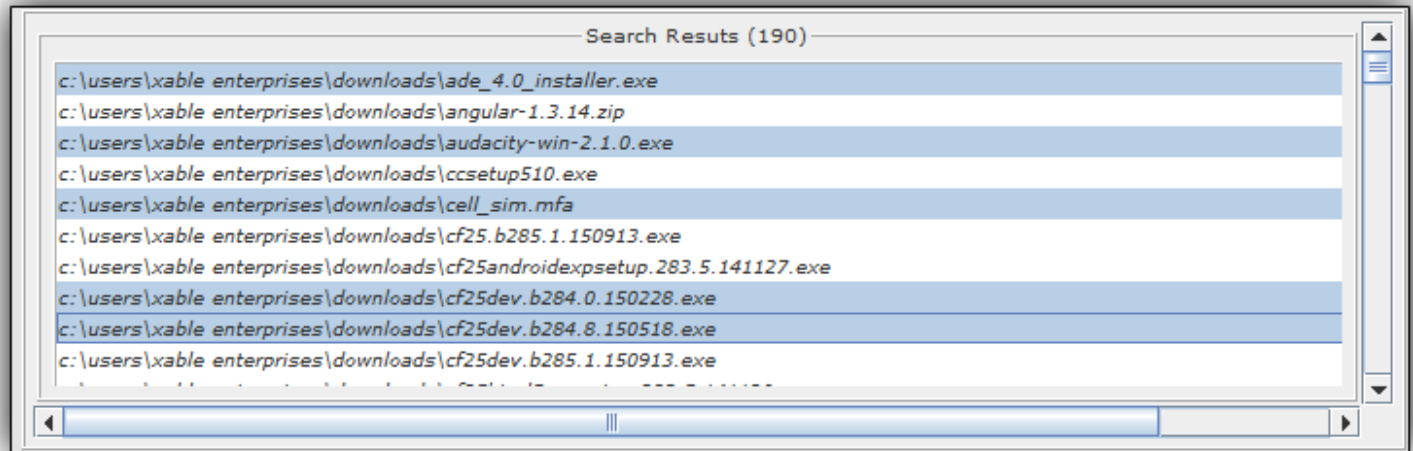 Search Resuts (190)
c:\users\xable enterprises\downloads\ade_4.0_installer.exe
c:\users\xable enterprises\downloads\angular-1.3.14.zip
c:\users\xable enterprises\downloads\audacity-win-2.1.0.exe
c:\users\xable enterprises\downloads\ccsetup510.exe
c:\users\xable enterprises\downloads\cell_sim.mfa
c:\users\xable enterprises\downloads\cf25.b285.1.150913.exe
c:\users\xable enterprises\downloads\cf25androidexpsetup.283.5.141127.exe
c:\users\xable enterprises\downloads\cf25dev.b284.0.150228.exe
c:\users\xable enterprises\downloads\cf25dev.b284.8.150518.exe
c:\users\xable enterprises\downloads\cf25dev.b285.1.150913.exe